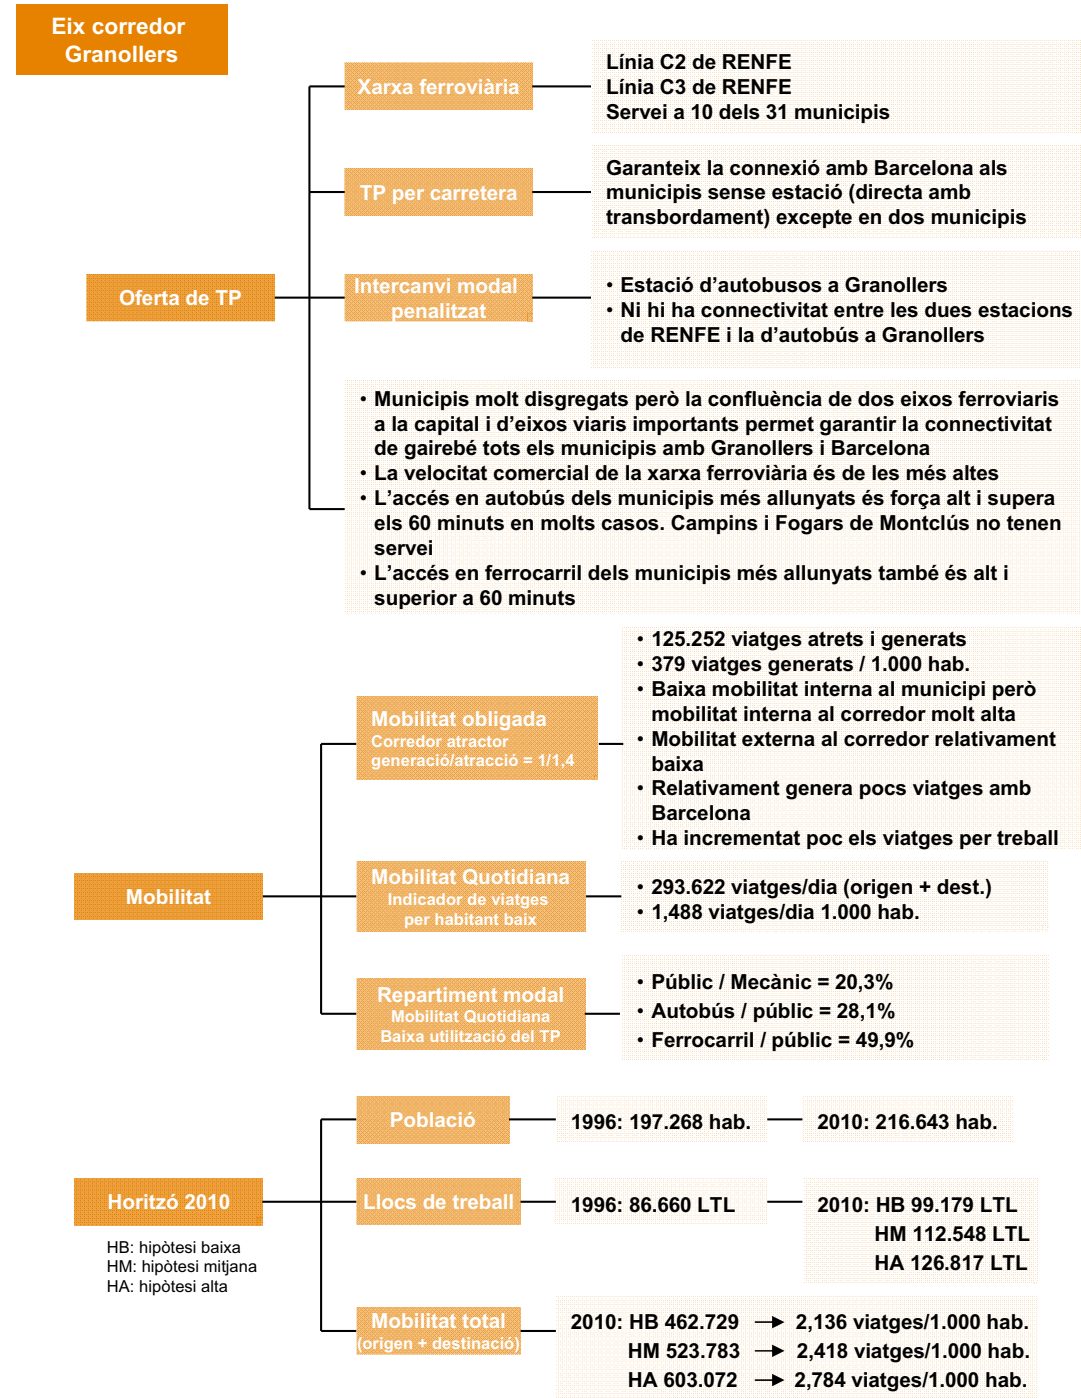 Eix corredor
Granollers
Xarxa ferroviària
Línia C2 de RENFE
Línia C3 de RENFE
Servei a 10 dels 31 municipis
TP per carretera
Garanteix la connexió amb Barcelona als
municipis sense estació (directa amb
transbordament) excepte en dos municipis
Oferta de TP
Intercanvi modal
penalitzat
• Estació d'autobusos a Granollers
• Ni hi ha connectivitat entre les dues estacions
de RENFE i la d'autobús a Granollers
• Municipis molt disgregats però la confluència de dos eixos ferroviaris
a la capital i d'eixos viaris importants permet garantir la connectivitat
de gairebé tots els municipis amb Granollers i Barcelona
• La velocitat comercial de la xarxa ferroviària és de les més altes
• L'accés en autobús dels municipis més allunyats és força alt i supera
els 60 minuts en molts casos. Campins i Fogars de Montclús no tenen
servei
• L'accés en ferrocarril dels municipis més allunyats també és alt i
superior a 60 minuts
Mobilitat
Mobilitat obligada
Corredor atractor
generació/atracció = 1/1,4
• 125.252 viatges atrets i generats
• 379 viatges generats / 1.000 hab.
• Baixa mobilitat interna al municipi però
mobilitat interna al corredor molt alta
• Mobilitat externa al corredor relativament
baixa
• Relativament genera pocs viatges amb
Barcelona
• Ha incrementat poc els viatges per treball
Mobilitat Quotidiana
Indicador de viatges
per habitant baix
• 293.622 viatges/dia (origen + dest.)
• 1,488 viatges/dia 1.000 hab.
Repartiment modal
Mobilitat Quotidiana
Baixa utilització del TP
• Públic / Mecànic = 20,3%
• Autobús / públic = 28,1%
• Ferrocarril / públic = 49,9%
Horitzó 2010
HB: hipòtesi baixa
HM: hipòtesi mitjana
HA: hipòtesi alta
Població
1996: 197.268 hab.
2010: 216.643 hab.
Llocs de treball
1996: 86.660 LTL
2010: HB 99.179 LTL
HM 112.548 LTL
HA 126.817 LTL
Mobilitat total
(origen + destinació)
2010: HB 462.729 → 2,136 viatges/1.000 hab.
HM 523.783 → 2,418 viatges/1.000 hab.
HA 603.072 → 2,784 viatges/1.000 hab.